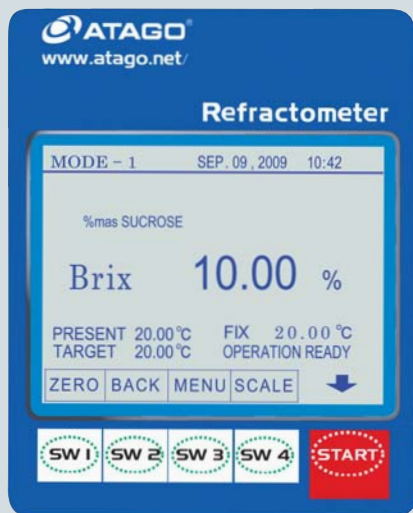 ATAGO®
www.atago.net/
Refractometer
MODE - 1 SEP. 09 , 2009 10:42
%mas SUCROSE
Brix 10.00 %
PRESENT 20.00℃ FIX 20.00℃
TARGET 20.00℃ OPERATION READY
ZERO BACK MENU SCALE
SW 1 SW 2 SW 3 SW 4 START